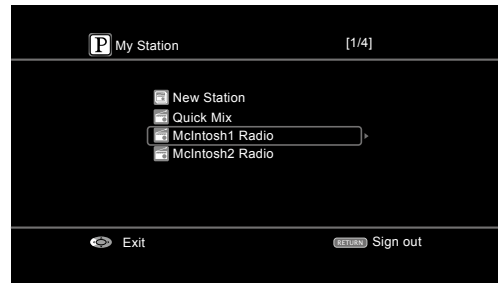 P My Station [1/4]
New Station
Quick Mix
McIntosh1 Radio
McIntosh2 Radio
Exit RETURN Sign out